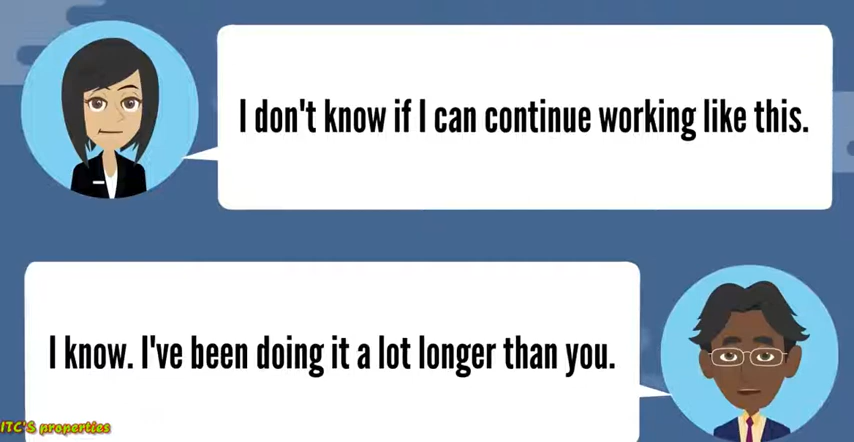 I don't know if I can continue working like this.
I know. I've been doing it a lot longer than you.
ITC'S properties